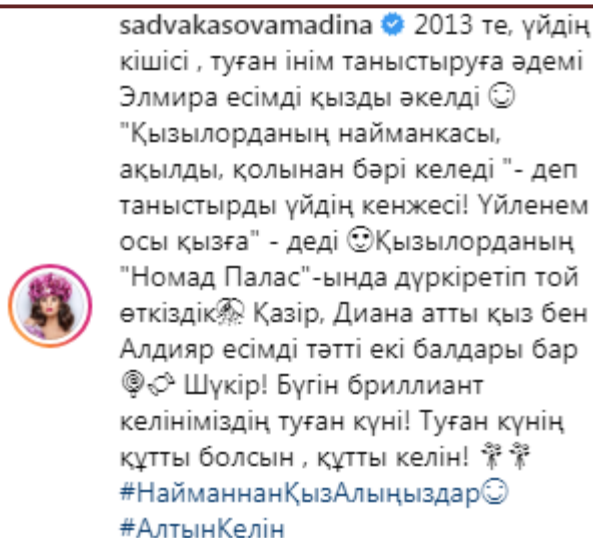 sadvakasovamadina 2013 те, үйдің
кішісі , туған інім таныстыруға әдемі
Элмира есімді қызды әкелді ☺
"Қызылорданың найманкасы,
ақылды, қолынан бәрі келеді "- деп
таныстырды үйдің кенжесі! Үйленем
осы қызға" - деді 😍Қызылорданың
"Номад Палас"-ында дүркіретіп той
өткіздік🎊 Қазір, Диана атты қыз бен
Алдияр есімді тәтті екі балдары бар
🍭🍬 Шүкір! Бүгін бриллиант
келініміздің туған күні! Туған күнің
құтты болсын , құтты келін! 💐💐
#НайманнанҚызАлыңыздар☺
#АлтынКелін